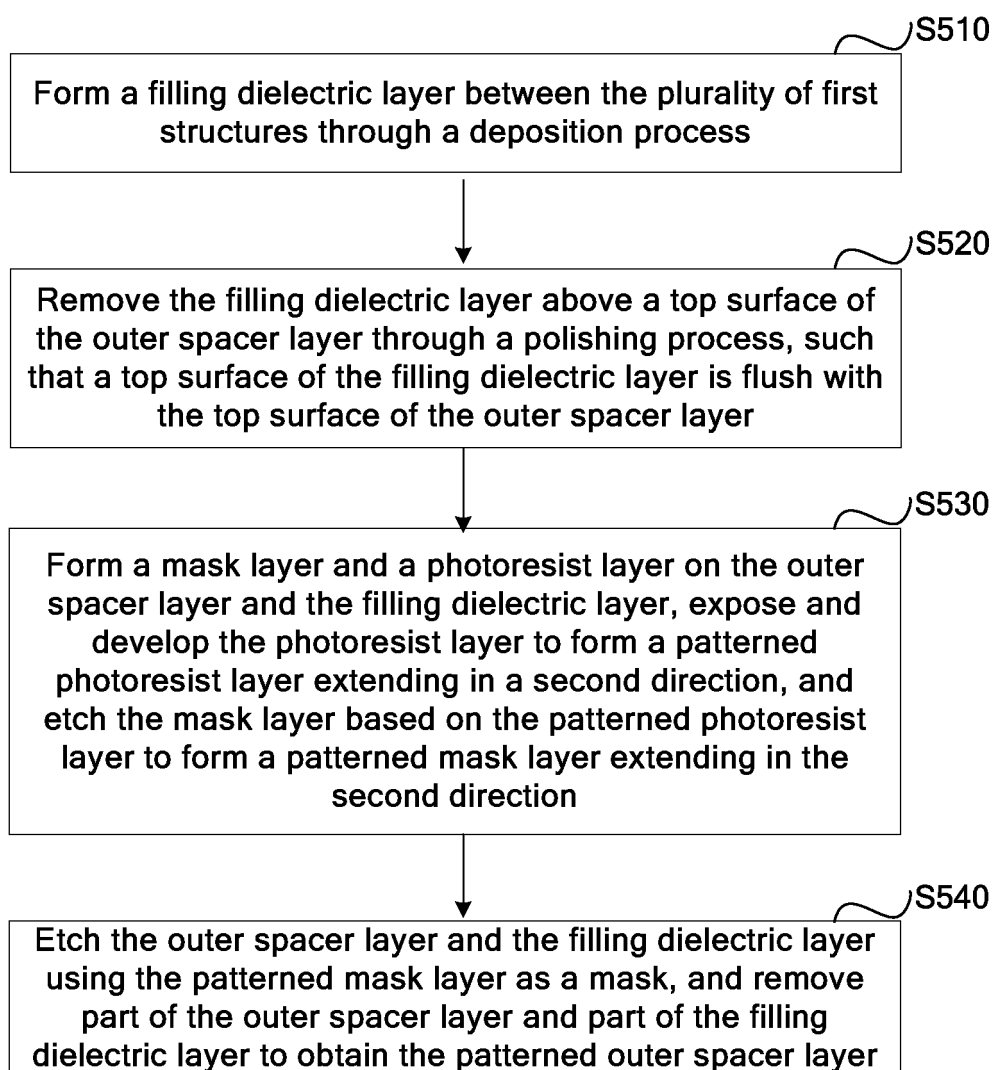 S510
Form a filling dielectric layer between the plurality of first
structures through a deposition process
S520
Remove the filling dielectric layer above a top surface of
the outer spacer layer through a polishing process, such
that a top surface of the filling dielectric layer is flush with
the top surface of the outer spacer layer
S530
Form a mask layer and a photoresist layer on the outer
spacer layer and the filling dielectric layer, expose and
develop the photoresist layer to form a patterned
photoresist layer extending in a second direction, and
etch the mask layer based on the patterned photoresist
layer to form a patterned mask layer extending in the
second direction
S540
Etch the outer spacer layer and the filling dielectric layer
using the patterned mask layer as a mask, and remove
part of the outer spacer layer and part of the filling
dielectric layer to obtain the patterned outer spacer layer